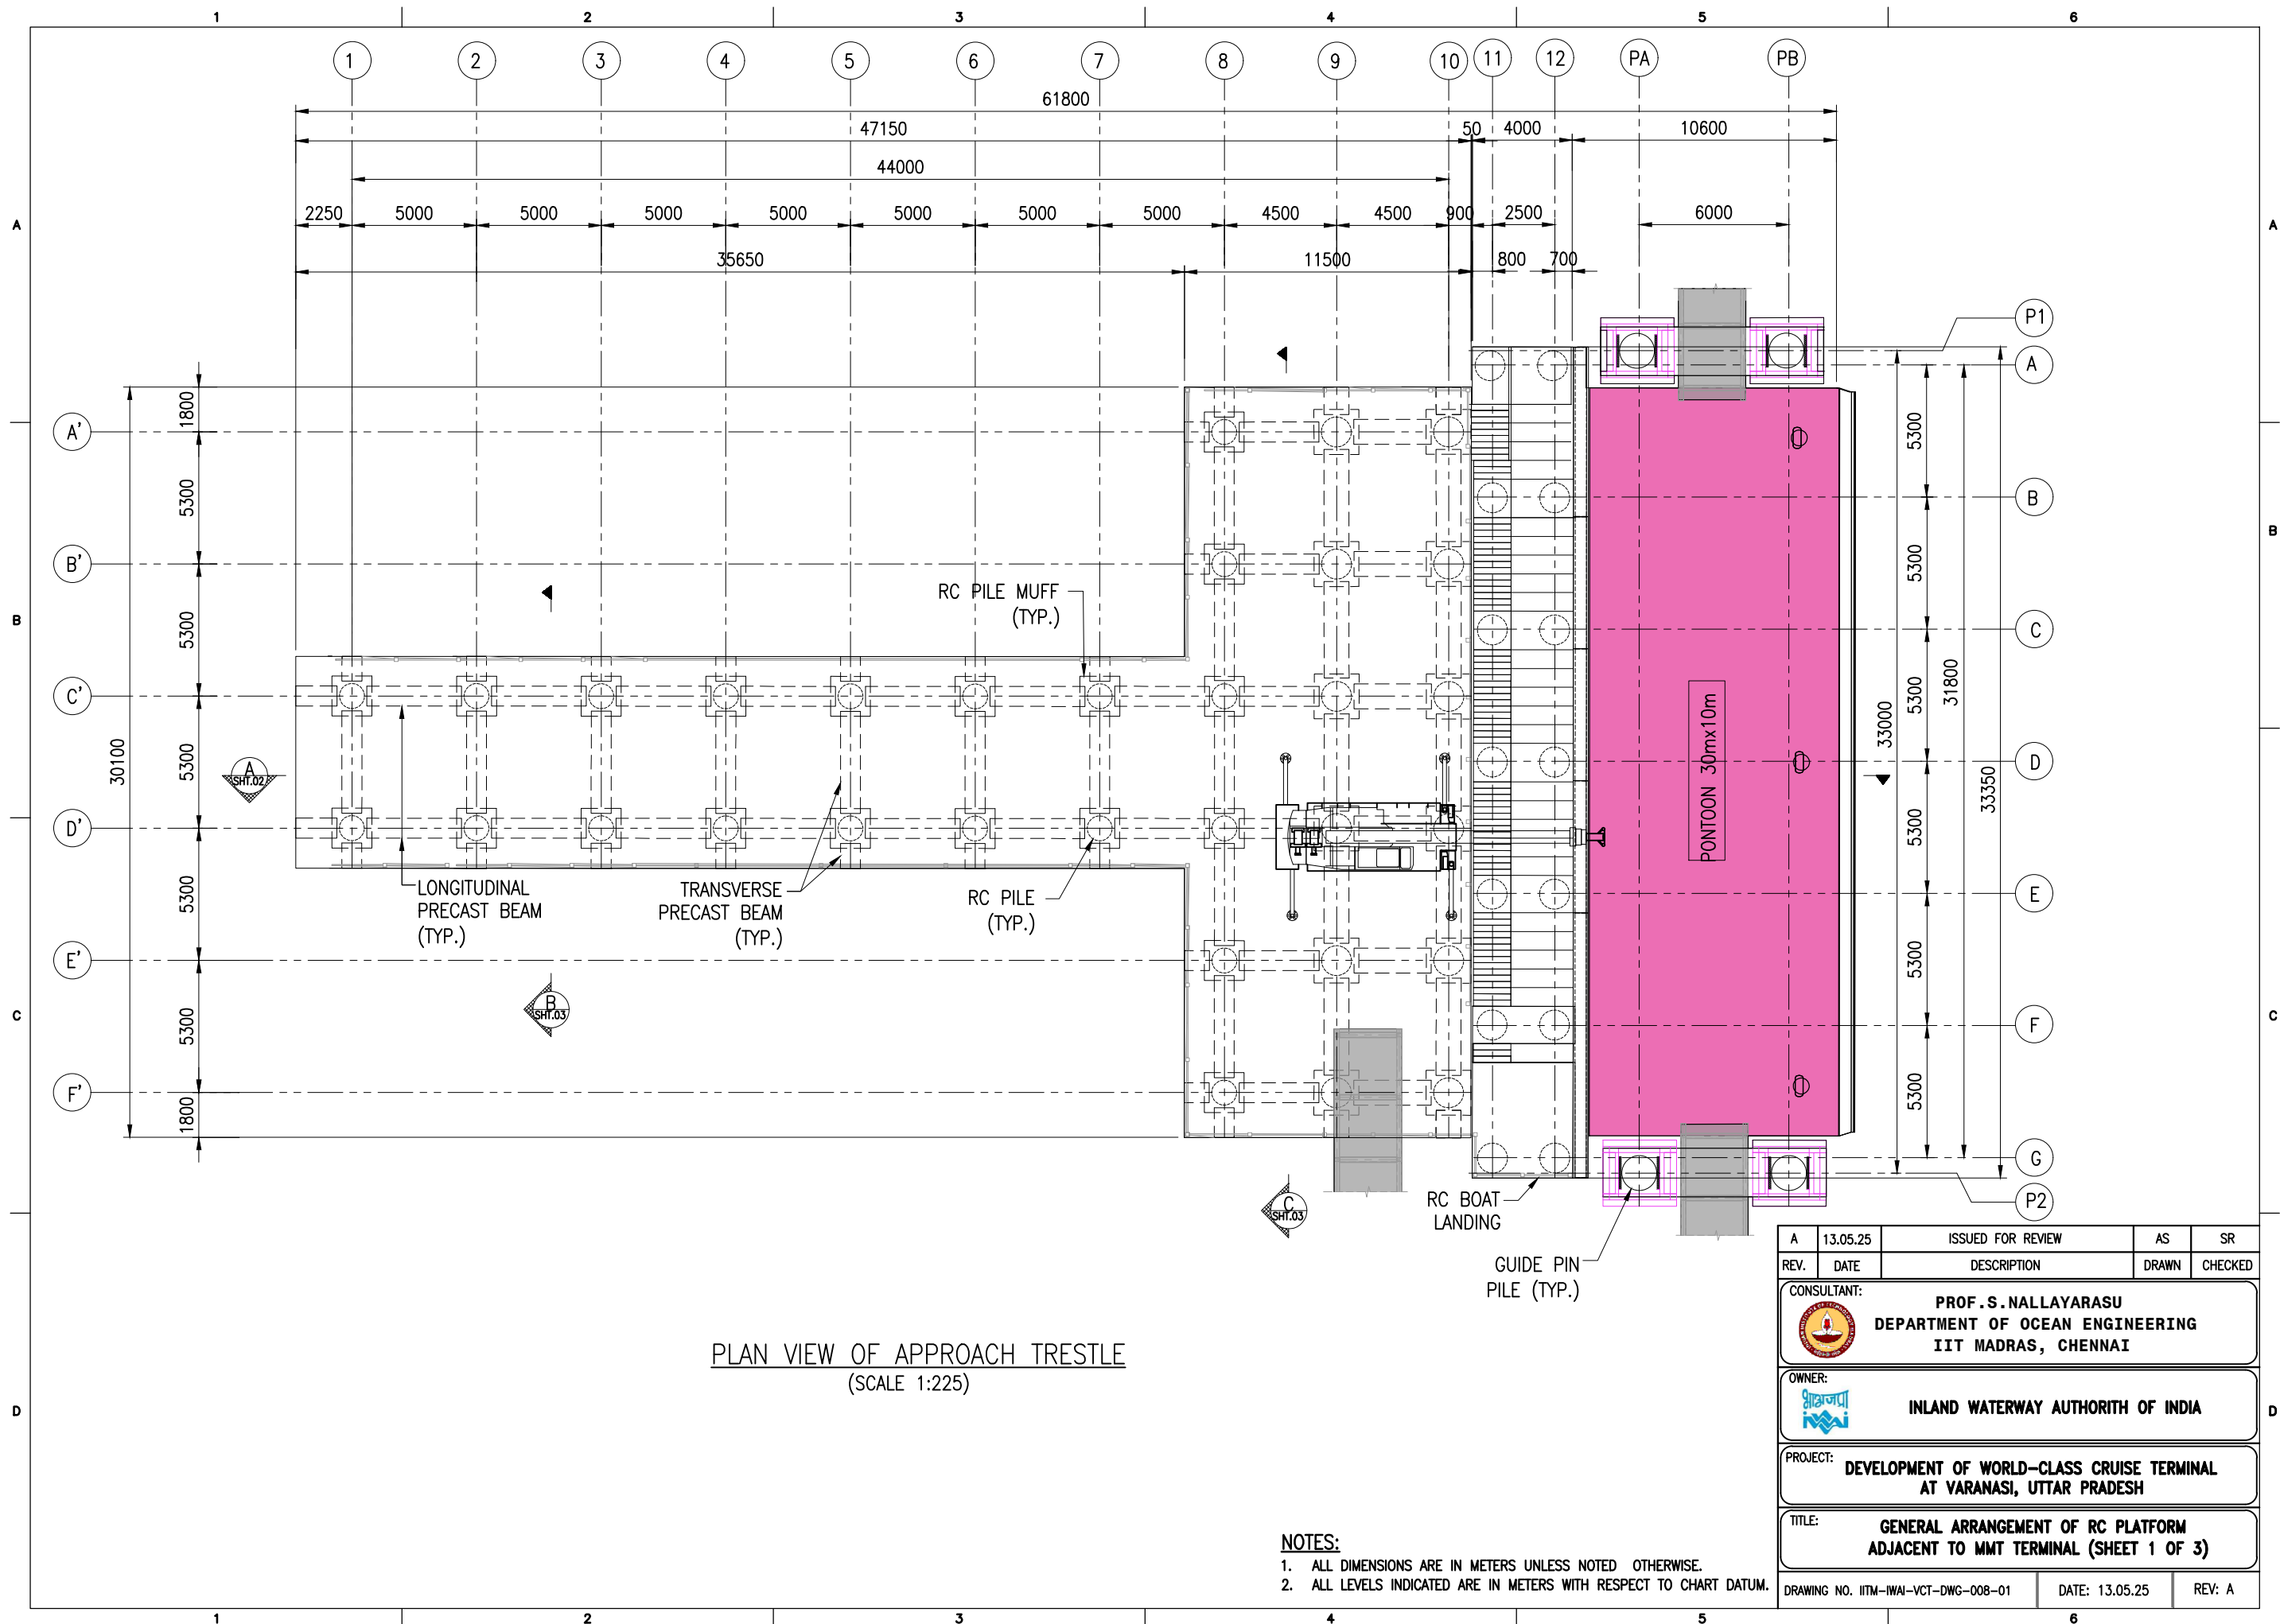 1 2 3 4 5 6
1 2 3 4 5 6 7 8 9 10 11 12 PA PB
61800
47150 50 4000 10600
44000
2250 5000 5000 5000 5000 5000 5000 5000 4500 4500 900 2500 6000
35650 11500 800 700
A A
B B
C C
D D
P1
A
B
C
D
E
F
G
P2
A'
B'
C'
D'
E'
F'
1800
5300
5300
5300
5300
5300
1800
30100
5300
5300
5300
5300
5300
5300
31800
33000
33350
RC PILE MUFF
(TYP.)
A
SHT.02
B
SHT.03
C
SHT.03
LONGITUDINAL
PRECAST BEAM
(TYP.)
TRANSVERSE
PRECAST BEAM
(TYP.)
RC PILE
(TYP.)
PONTOON 30mx10m
RC BOAT
LANDING
GUIDE PIN
PILE (TYP.)
PLAN VIEW OF APPROACH TRESTLE
(SCALE 1:225)
NOTES:
1. ALL DIMENSIONS ARE IN METERS UNLESS NOTED OTHERWISE.
2. ALL LEVELS INDICATED ARE IN METERS WITH RESPECT TO CHART DATUM.
A 13.05.25 ISSUED FOR REVIEW AS SR
REV. DATE DESCRIPTION DRAWN CHECKED
CONSULTANT:
PROF.S.NALLAYARASU
DEPARTMENT OF OCEAN ENGINEERING
IIT MADRAS, CHENNAI
OWNER:
INLAND WATERWAY AUTHORITH OF INDIA
PROJECT:
DEVELOPMENT OF WORLD-CLASS CRUISE TERMINAL
AT VARANASI, UTTAR PRADESH
TITLE:
GENERAL ARRANGEMENT OF RC PLATFORM
ADJACENT TO MMT TERMINAL (SHEET 1 OF 3)
DRAWING NO. IITM-IWAI-VCT-DWG-008-01 DATE: 13.05.25 REV: A
1 2 3 4 5 6